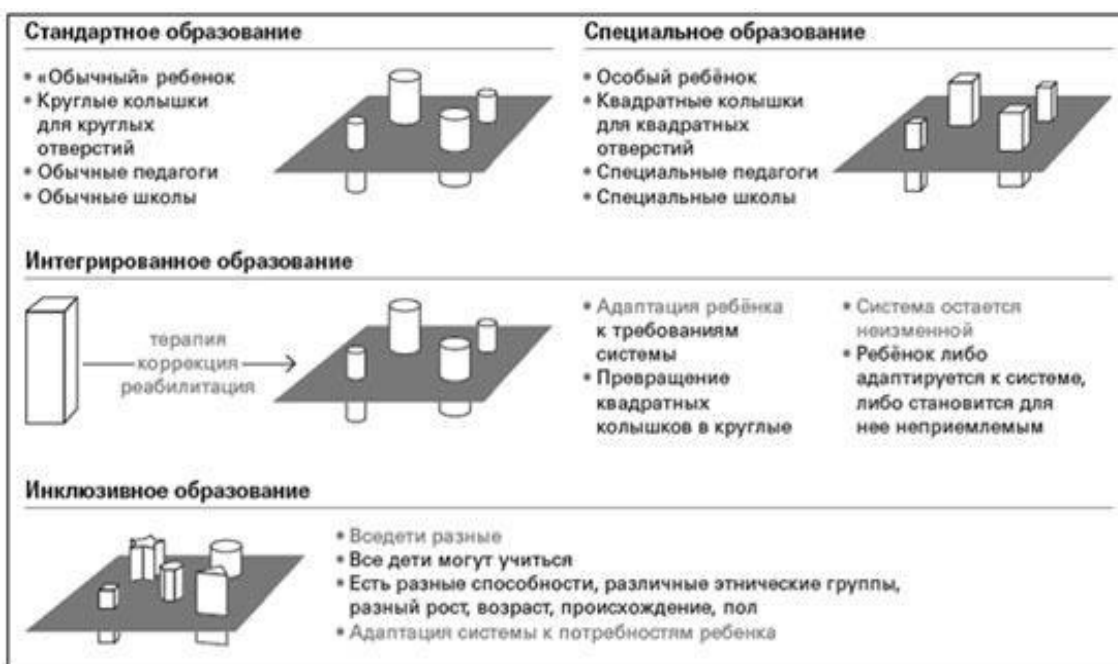 Стандартное образование
• «Обычный» ребенок
• Круглые колышки
для круглых
отверстий
• Обычные педагоги
• Обычные школы
Специальное образование
• Особый ребёнок
• Квадратные колышки
для квадратных
отверстий
• Специальные педагоги
• Специальные школы
Интегрированное образование
терапия
коррекция
реабилитация
• Адаптация ребёнка
к требованиям
системы
• Превращение
квадратных
колышков в круглые
• Система остается
неизменной
• Ребёнок либо
адаптируется к системе,
либо становится для
нее неприемлемым
Инклюзивное образование
• Вседети разные
• Все дети могут учиться
• Есть разные способности, различные этнические группы,
разный рост, возраст, происхождение, пол
• Адаптация системы к потребностям ребенка